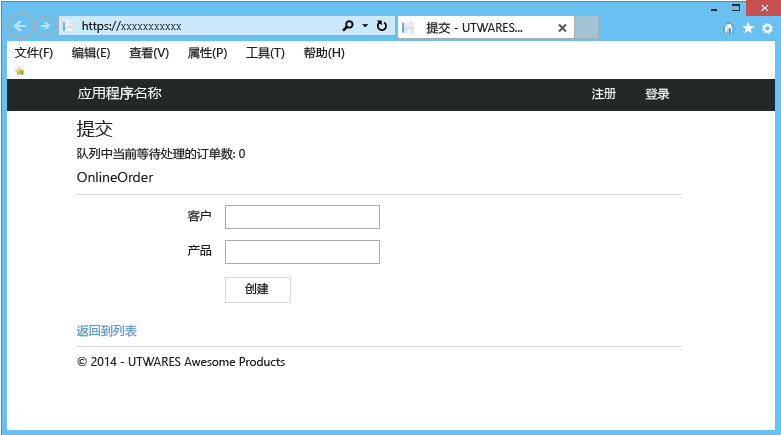 https://xxxxxxxxxxx
提交 - UTWARES...
文件(F) 编辑(E) 查看(V) 属性(P) 工具(T) 帮助(H)
应用程序名称 注册 登录
提交
队列中当前等待处理的订单数: 0
OnlineOrder
客户
产品
创建
返回到列表
© 2014 - UTWARES Awesome Products